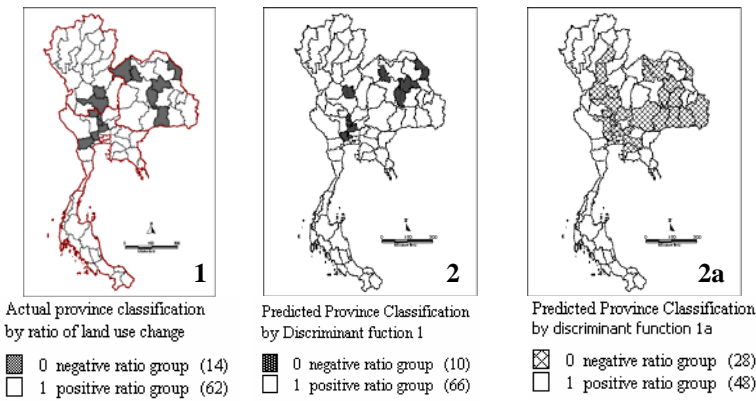 1
2
2a
Actual province classification
by ratio of land use change
0 negative ratio group (14)
1 positive ratio group (62)
Predicted Province Classification
by Discriminant fuction 1
0 negative ratio group (10)
1 positive ratio group (66)
Predicted Province Classification
by discriminant function 1a
0 negative ratio group (28)
1 positive ratio group (48)